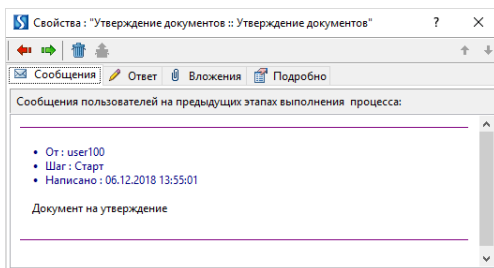 Свойства : "Утверждение документов :: Утверждение документов"
Сообщения Ответ Вложения Подробно
Сообщения пользователей на предыдущих этапах выполнения процесса:
От : user100
Шаг : Старт
Написано : 06.12.2018 13:55:01
Документ на утверждение